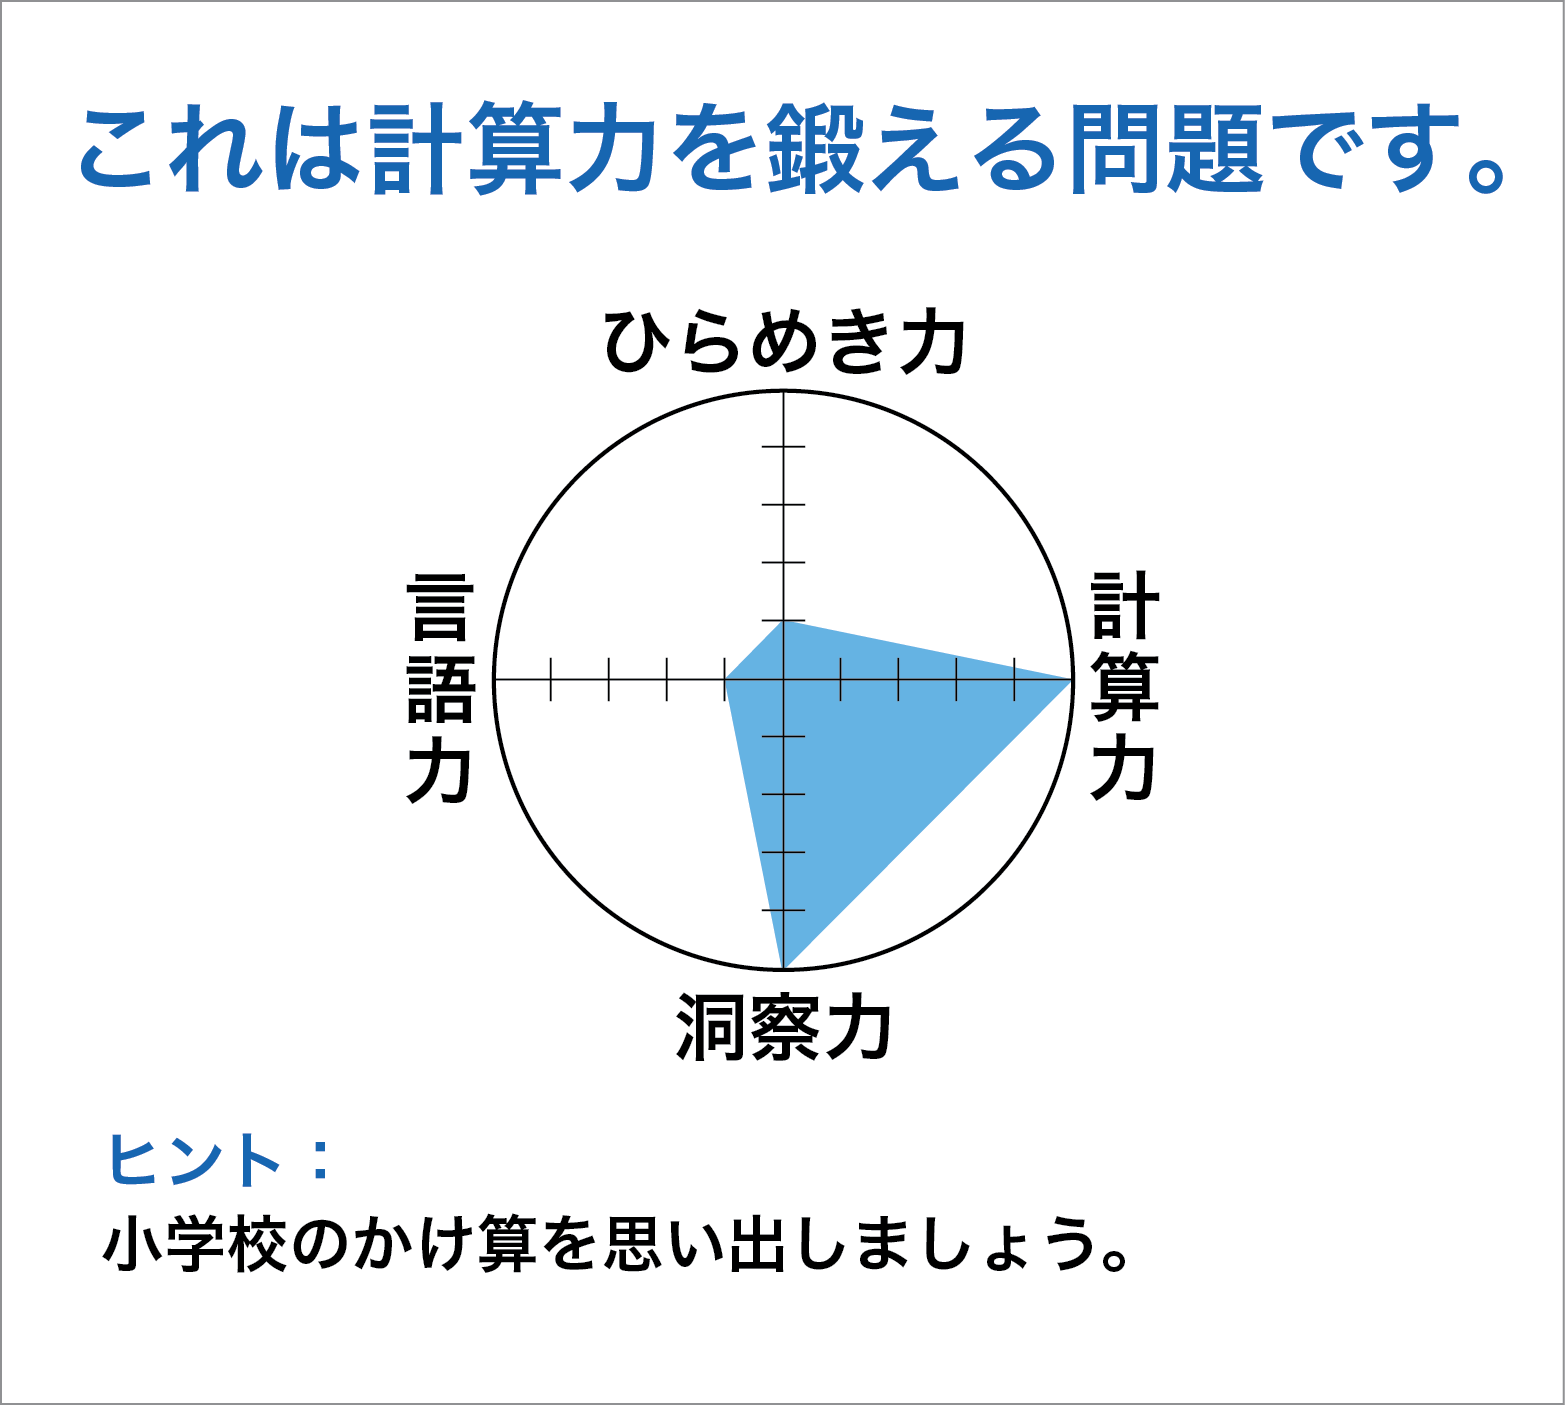 これは計算力を鍛える問題です。
ひらめき力
言語力
計算力
洞察力
ヒント：
小学校のかけ算を思い出しましょう。